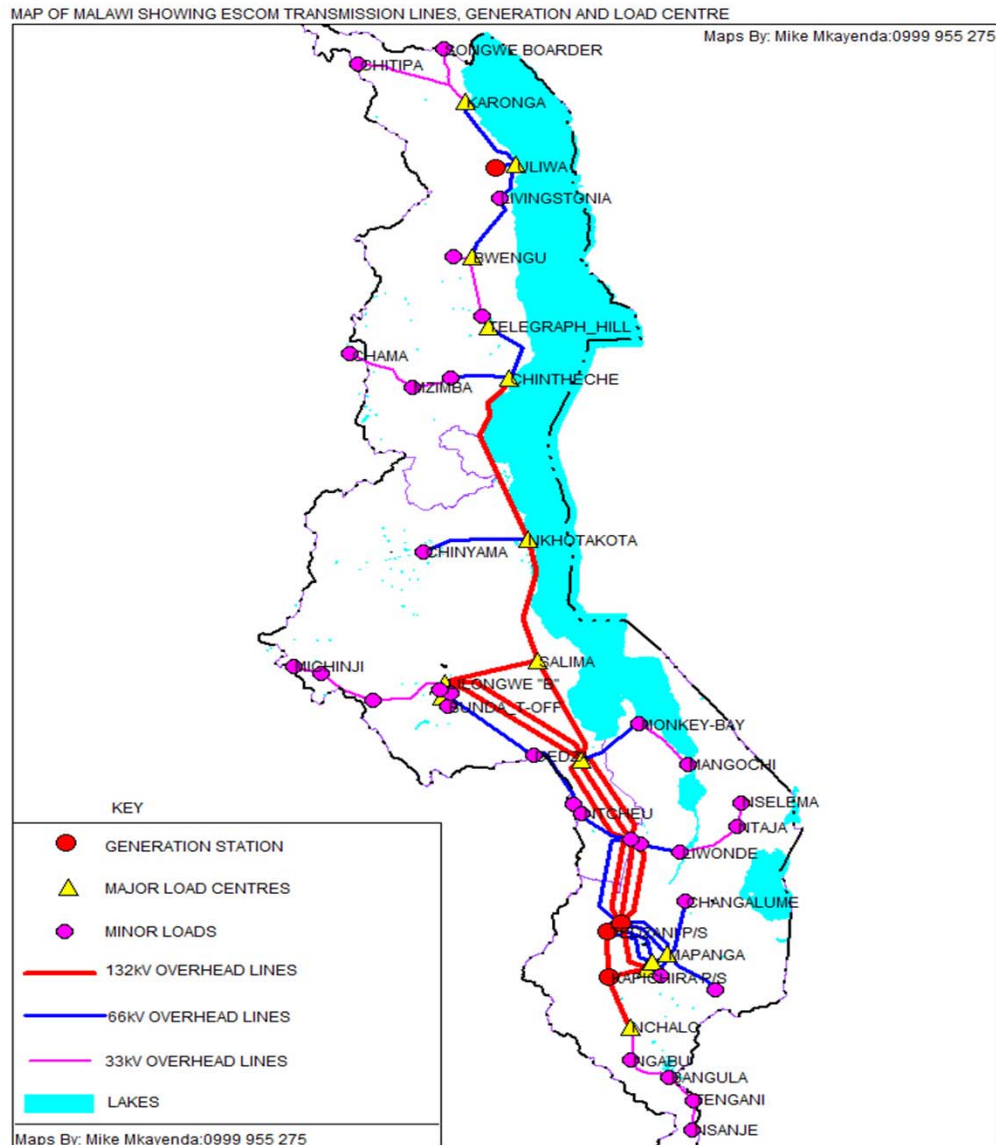 MAP OF MALAWI SHOWING ESCOM TRANSMISSION LINES, GENERATION AND LOAD CENTRE
Maps By: Mike Mkayenda:0999 955 275
SONGWE BOARDER
CHITIPA
KARONGA
ULIWA
LIVINGSTONIA
BWENGU
TELEGRAPH_HILL
CHAMA
CHINTHECHE
MZIMBA
NKHOTAKOTA
CHINYAMA
SALIMA
MCHINJI
LILONGWE "B"
BUNDA_T-OFF
MONKEY-BAY
DEDZA
MANGOCHI
NSELEMA
NTCHEU
NTAJA
LIWONDE
CHANGALUME
P/S
MAPANGA
KAPICHIRA P/S
NCHALO
NGABU
BANGULA
TENGANI
NSANJE
KEY
GENERATION STATION
MAJOR LOAD CENTRES
MINOR LOADS
132kV OVERHEAD LINES
66kV OVERHEAD LINES
33kV OVERHEAD LINES
LAKES
Maps By: Mike Mkayenda:0999 955 275